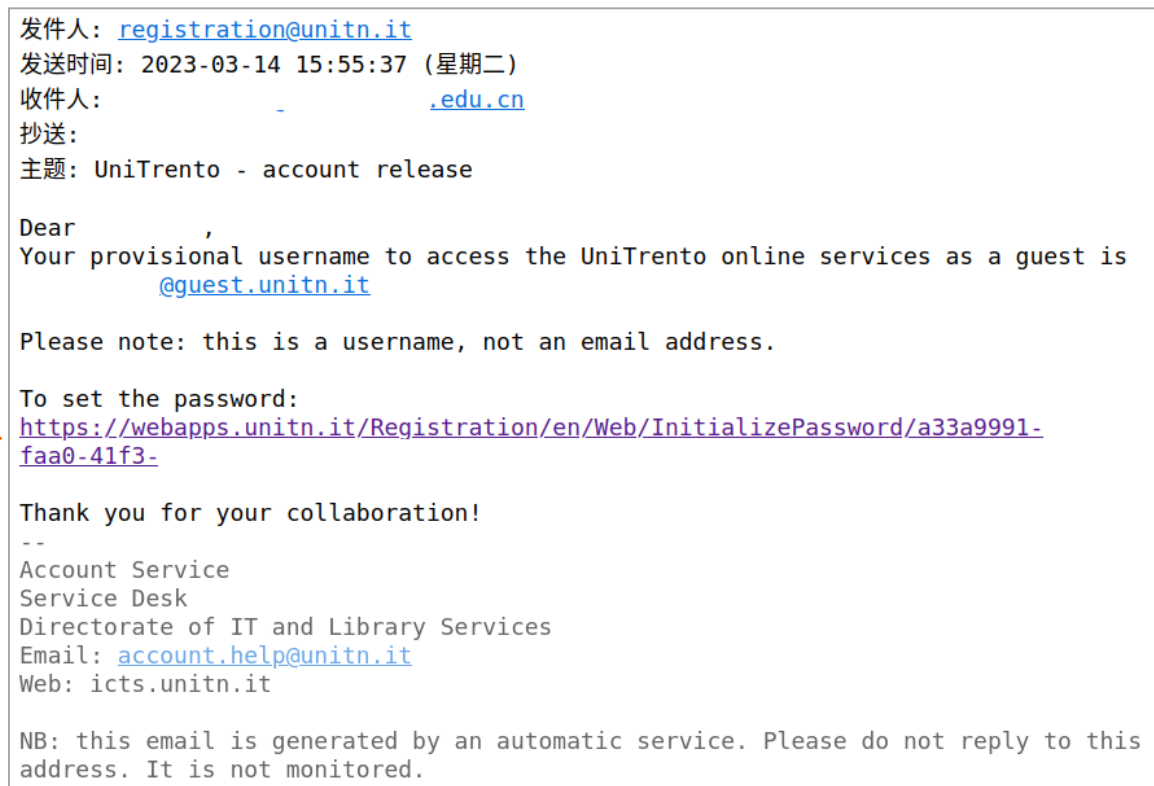 发件人: registration@unitn.it
发送时间: 2023-03-14 15:55:37 (星期二)
收件人: .edu.cn
抄送:
主题: UniTrento - account release
Dear ,
Your provisional username to access the UniTrento online services as a guest is
@guest.unitn.it
Please note: this is a username, not an email address.
To set the password:
https://webapps.unitn.it/Registration/en/Web/InitializePassword/a33a9991-
faa0-41f3-
Thank you for your collaboration!
--
Account Service
Service Desk
Directorate of IT and Library Services
Email: account.help@unitn.it
Web: icts.unitn.it
NB: this email is generated by an automatic service. Please do not reply to this
address. It is not monitored.